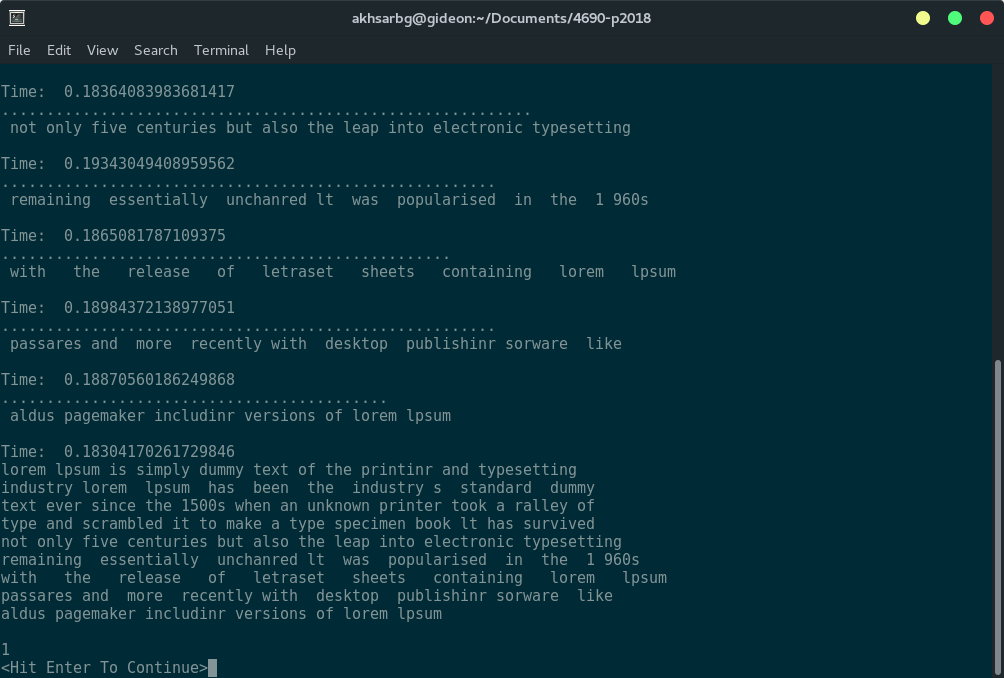 akhsarbg@gideon:~/Documents/4690-p2018
File Edit View Search Terminal Help
Time:  0.18364083983681417
...........................................................
 not only five centuries but also the leap into electronic typesetting
Time:  0.19343049408959562
.......................................................
 remaining  essentially  unchanred lt  was  popularised  in  the  1 960s
Time:  0.1865081787109375
..................................................
 with   the   release   of   letraset   sheets   containing   lorem   lpsum
Time:  0.18984372138977051
.......................................................
 passares and  more  recently with  desktop  publishinr sorware  like
Time:  0.18870560186249868
...........................................
 aldus pagemaker includinr versions of lorem lpsum
Time:  0.18304170261729846
lorem lpsum is simply dummy text of the printinr and typesetting
industry lorem  lpsum  has  been  the  industry s  standard  dummy
text ever since the 1500s when an unknown printer took a ralley of
type and scrambled it to make a type specimen book lt has survived
not only five centuries but also the leap into electronic typesetting
remaining  essentially  unchanred lt  was  popularised  in  the  1 960s
with   the   release   of   letraset   sheets   containing   lorem   lpsum
passares and  more  recently with  desktop  publishinr sorware  like
aldus pagemaker includinr versions of lorem lpsum
1
<Hit Enter To Continue>